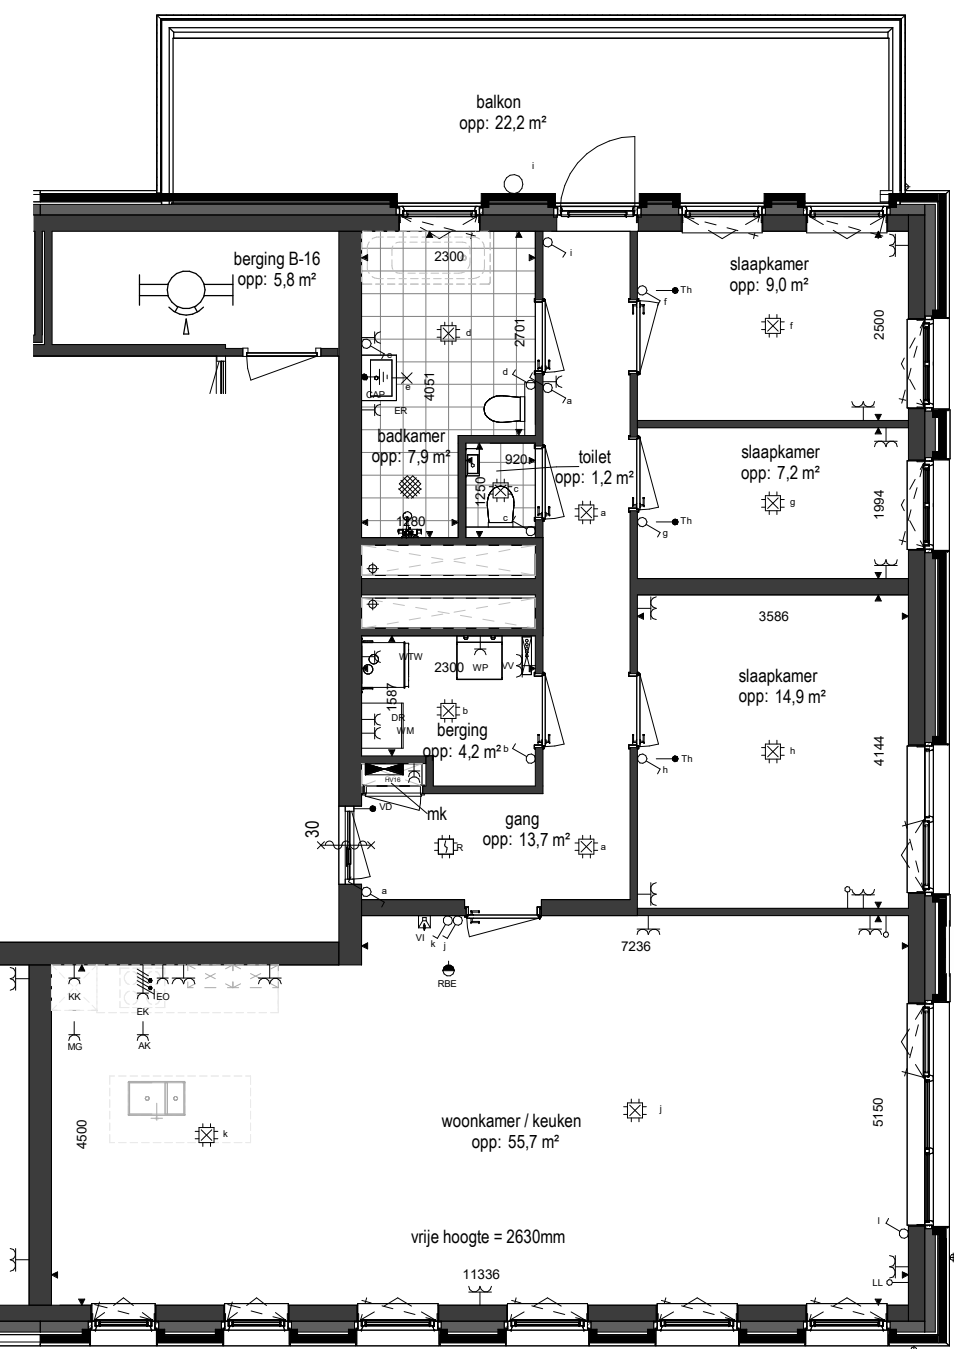 balkon
opp: 22,2 m²
i
berging B-16
opp: 5,8 m²
2300
i
slaapkamer
opp: 9,0 m²
Th
f
f
2701
2500
d
e
d
e
a
CAP
4051
ER
badkamer
opp: 7,9 m²
920
toilet
opp: 1,2 m²
slaapkamer
opp: 7,2 m²
1250
c
c
a
g
1994
1280
Th
g
3586
WTW
2300
WP
VV
slaapkamer
opp: 14,9 m²
1587
DR
WM
b
berging
opp: 4,2 m²
b
Th
h
h
4144
HV16
VD
mk
30
gang
opp: 13,7 m²
R
a
a
VI
k
j
7236
RBE
KK
EO
EK
MG
AK
4500
k
woonkamer / keuken
opp: 55,7 m²
j
5150
l
vrije hoogte = 2630mm
11336
LL